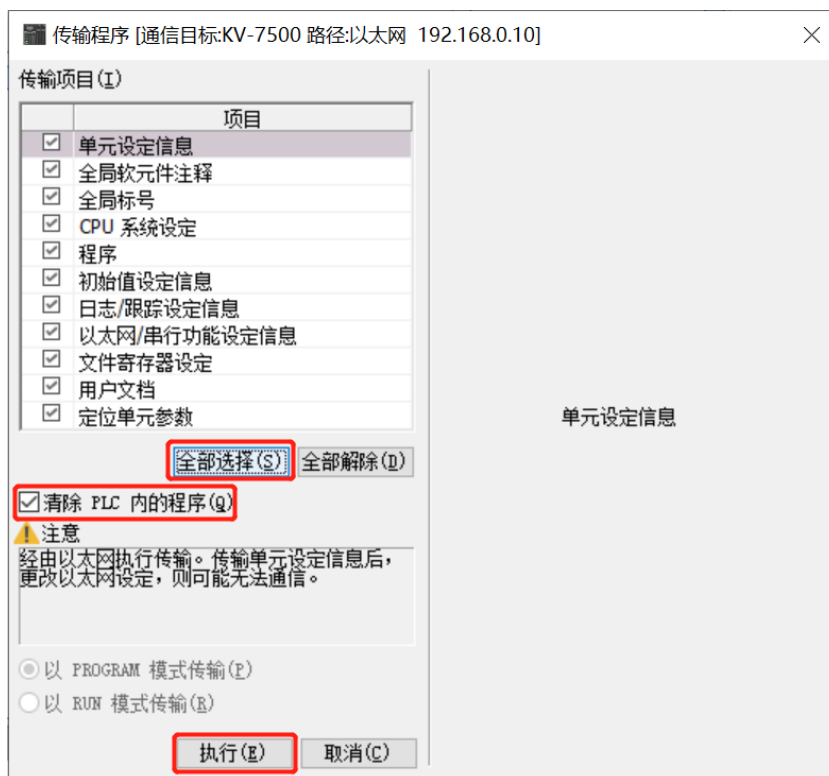 传输程序 [通信目标:KV-7500 路径:以太网 192.168.0.10]
传输项目(I)
项目
单元设定信息
全局软元件注释
全局标号
CPU 系统设定
程序
初始值设定信息
日志/跟踪设定信息
以太网/串行功能设定信息
文件寄存器设定
用户文档
定位单元参数
单元设定信息
全部选择(S) 全部解除(D)
清除 PLC 内的程序(Q)
注意
经由以太网执行传输。传输单元设定信息后，
更改以太网设定，则可能无法通信。
以 PROGRAM 模式传输(P)
以 RUN 模式传输(R)
执行(E) 取消(C)